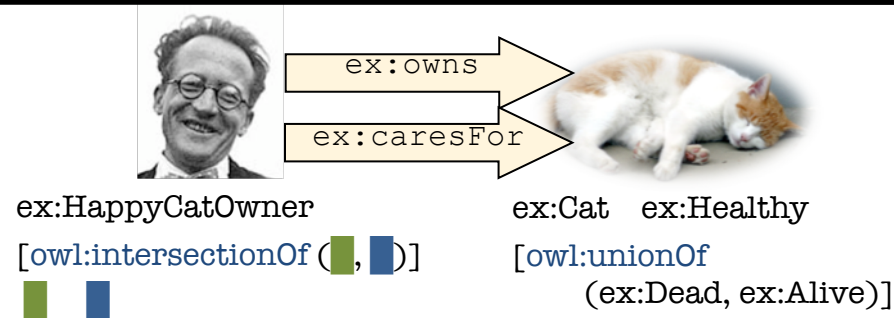 ex:owns
ex:caresFor
ex:HappyCatOwner
[owl:intersectionOf (, )]
ex:Cat ex:Healthy
[owl:unionOf
(ex:Dead, ex:Alive)]